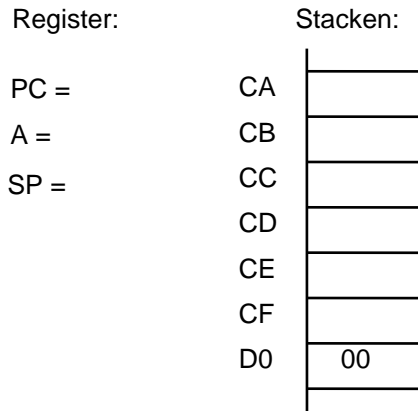 Register: Stacken:
PC = CA
A = CB
SP = CC
CD
CE
CF
D0 00